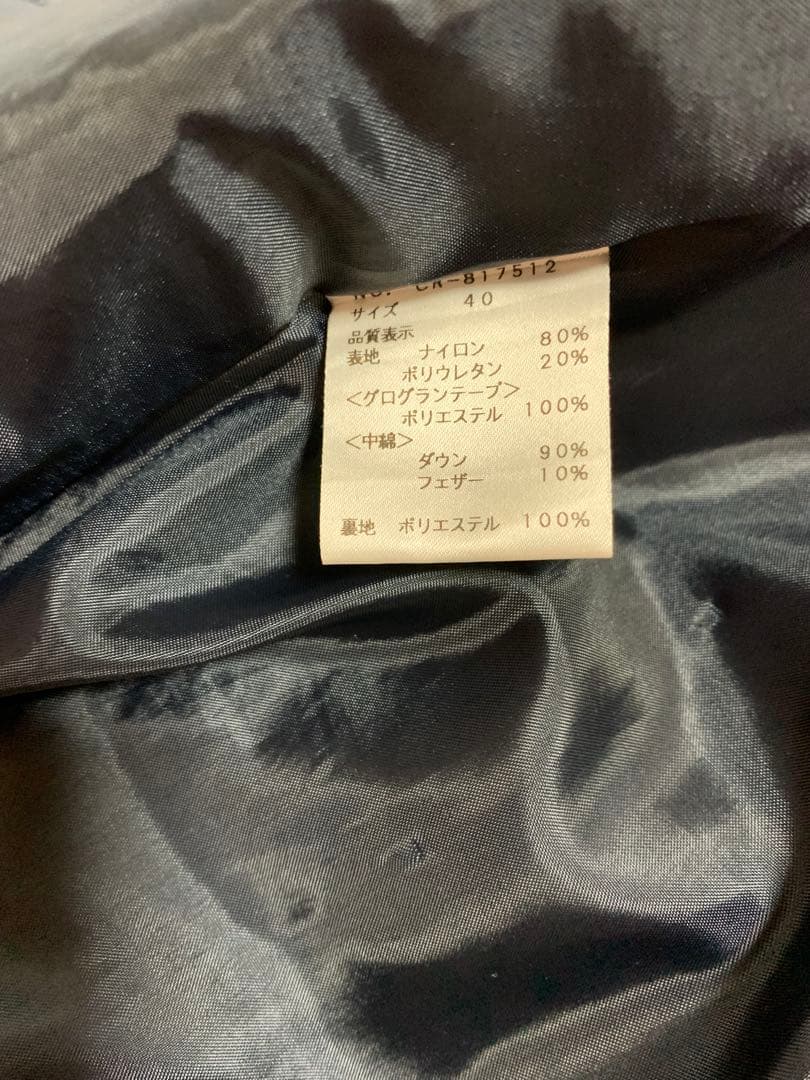 NO. CR-817512
サイズ 40
品質表示
表地 ナイロン 80%
ポリウレタン 20%
<グログランテープ>
ポリエステル 100%
<中綿>
ダウン 90%
フェザー 10%
裏地 ポリエステル 100%